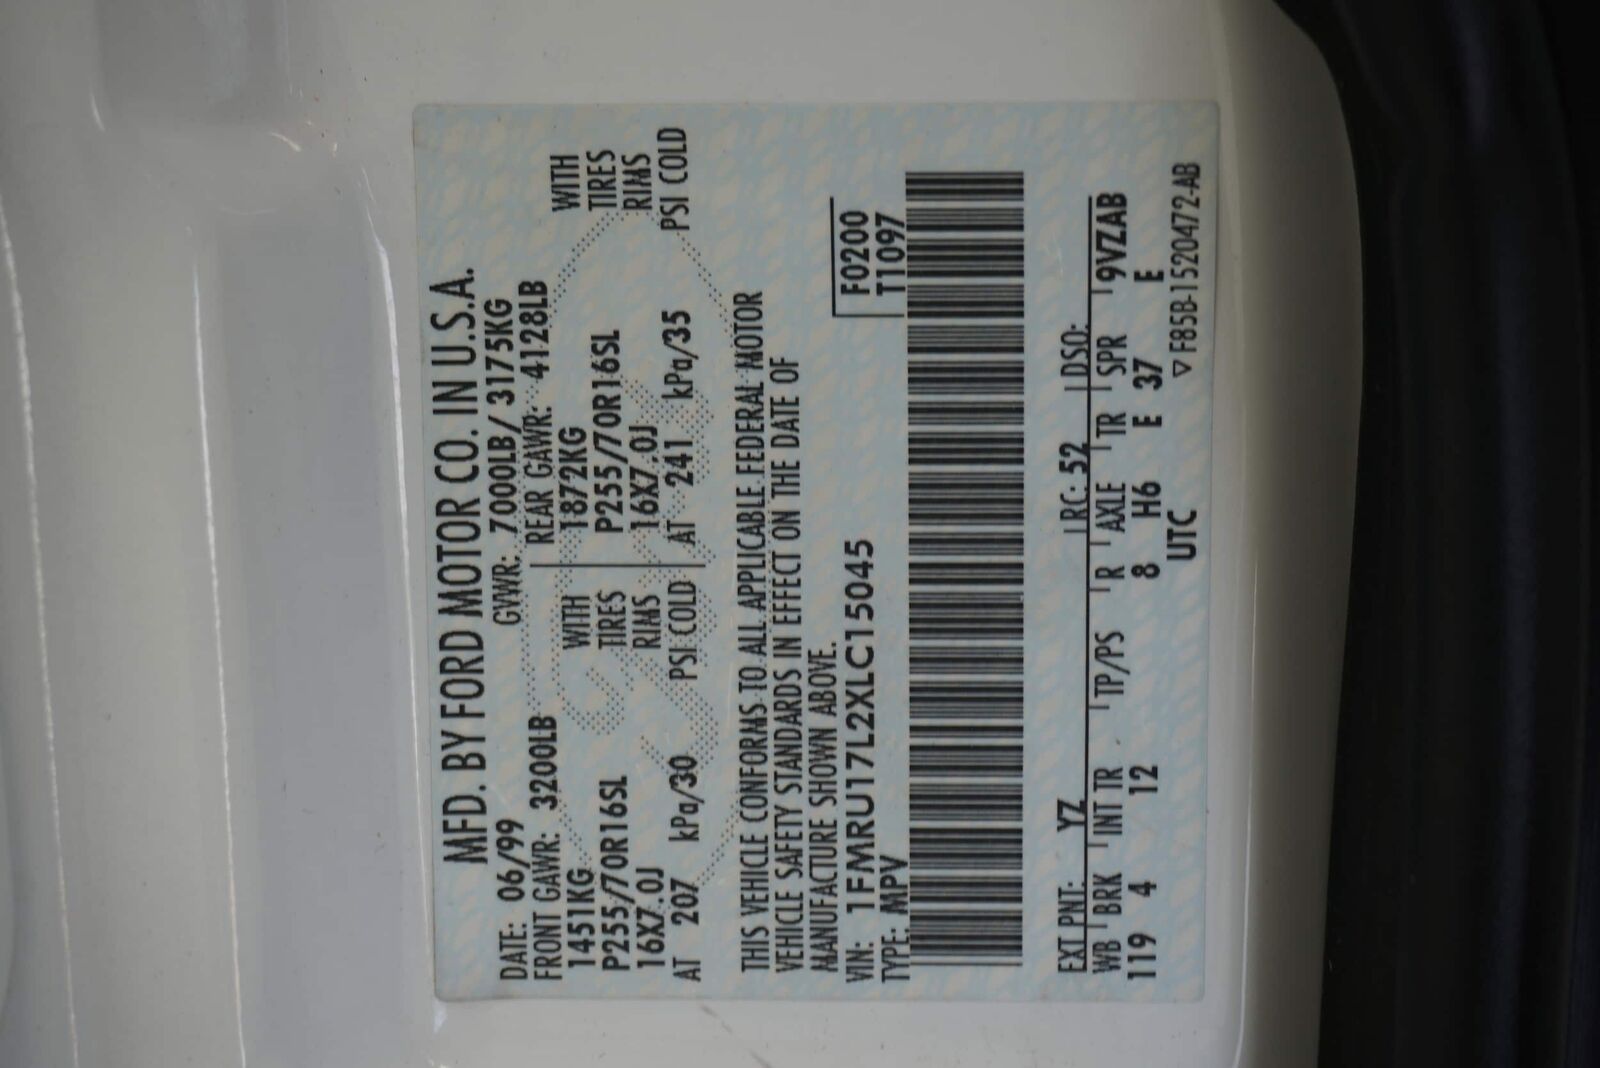 MFD. BY FORD MOTOR CO. IN U.S.A.
DATE: 06/99 GVWR: 7000LB/3175KG
FRONT GAWR: 3200LB REAR GAWR: 4128LB
1451KG WITH 1872KG WITH
P255/70R16SL TIRES P255/70R16SL TIRES
16X7.0J RIMS 16X7.0J RIMS
AT 207 kPa/30 PSI COLD AT 241 kPa/35 PSI COLD
THIS VEHICLE CONFORMS TO ALL APPLICABLE FEDERAL MOTOR
VEHICLE SAFETY STANDARDS IN EFFECT ON THE DATE OF
MANUFACTURE SHOWN ABOVE.
VIN: 1FMRU17L2XLC15045 F0200
TYPE: MPV T1097
EXT PNT: YZ RC: 52 DSO:
WB BRK INT TR TP/PS R AXLE TR SPR 9VZAB
119 4 12 8 H6 E 37 E
UTC ▽F85B-1520472-AB